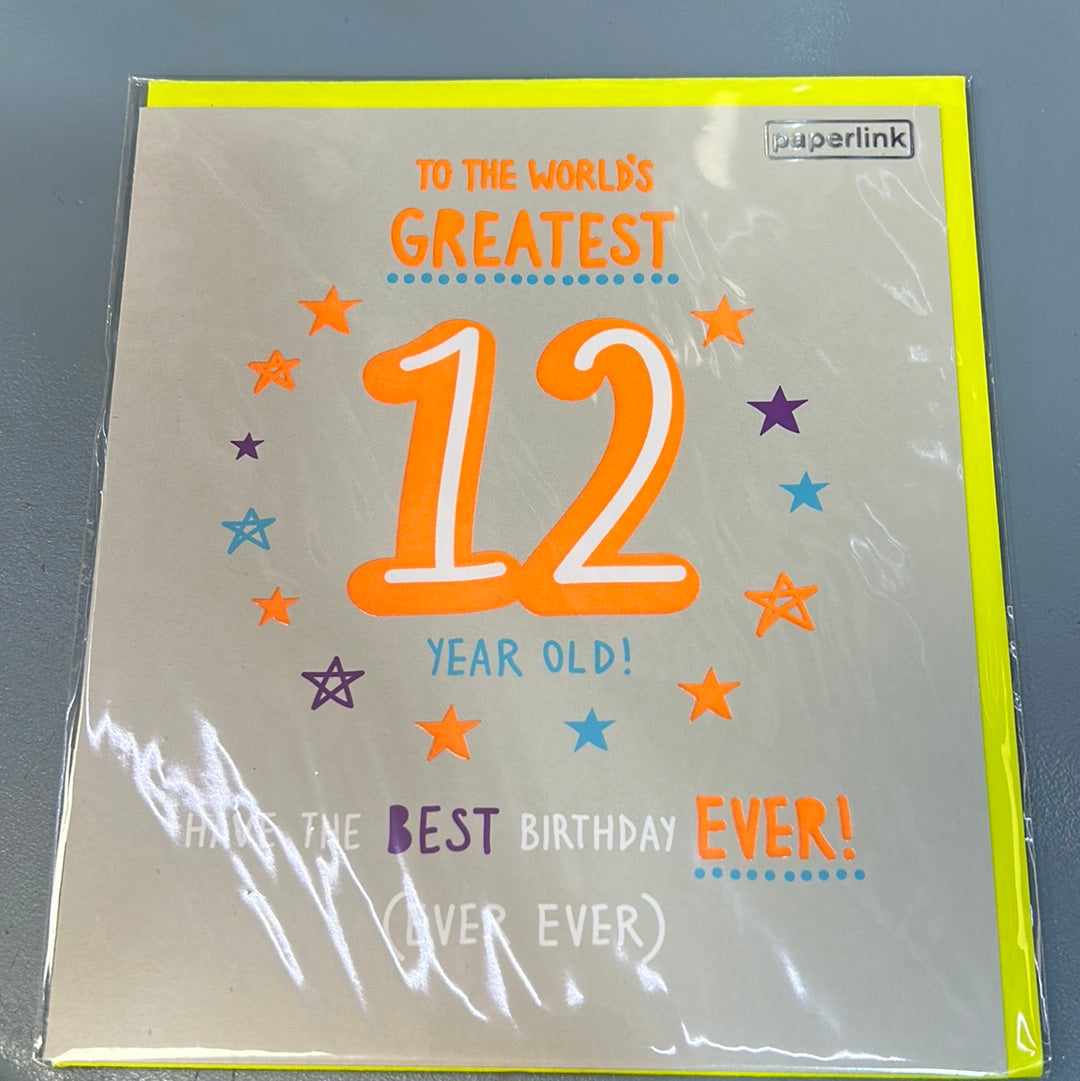 paperlink
TO THE WORLD'S
GREATEST
12
YEAR OLD!
HAVE THE BEST BIRTHDAY EVER!
(EVER EVER)